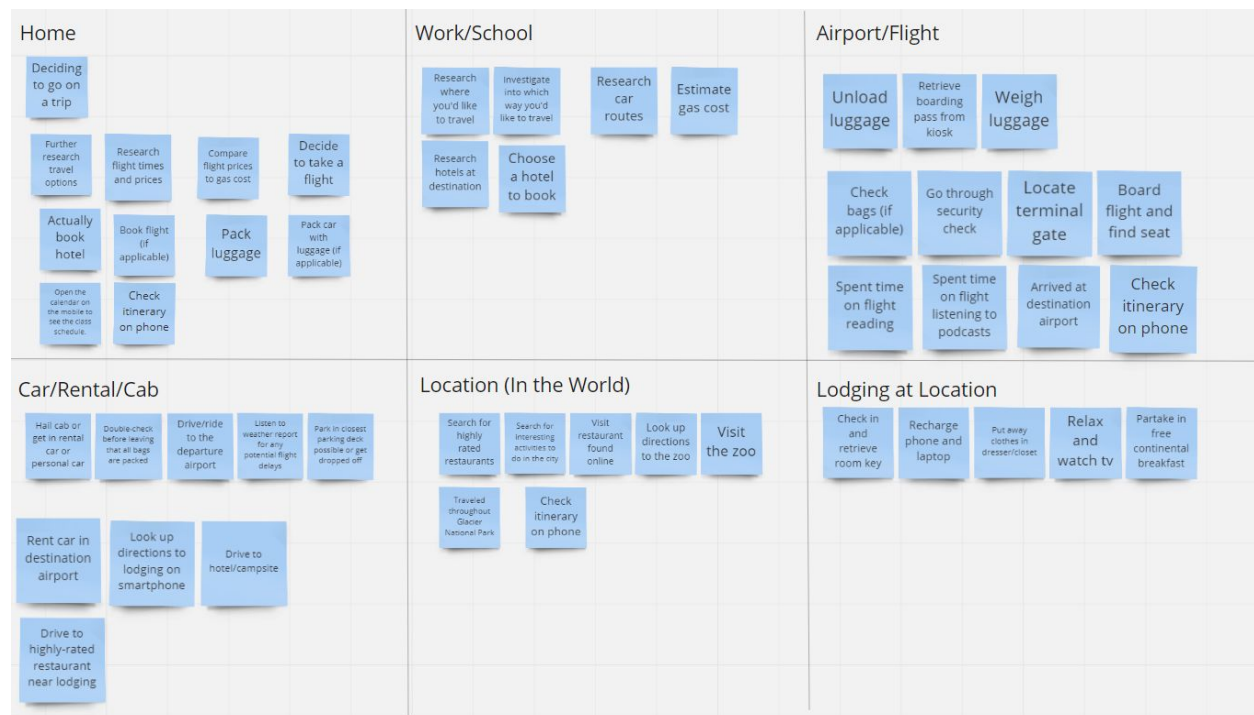 Home
Deciding
to go on
a trip
Further
research
travel
options
Research
flight times
and prices
Compare
flight prices
to gas cost
Decide
to take a
flight
Actually
book
hotel
Book flight
(if
applicable)
Pack
luggage
Pack car
with
luggage (if
applicable)
Open the
calendar on
the mobile to
see the class
schedule.
Check
itinerary
on phone
Work/School
Research
where
you'd like
to travel
Investigate
into which
way you'd
like to travel
Research
car
routes
Estimate
gas cost
Research
hotels at
destination
Choose
a hotel
to book
Airport/Flight
Unload
luggage
Retrieve
boarding
pass from
kiosk
Weigh
luggage
Check
bags (if
applicable)
Go through
security
check
Locate
terminal
gate
Board
flight and
find seat
Spent time
on flight
reading
Spent time
on flight
listening to
podcasts
Arrived at
destination
airport
Check
itinerary
on phone
Car/Rental/Cab
Hail cab or
get in rental
car or
personal car
Double-check
before leaving
that all bags
are packed
Drive/ride
to the
departure
airport
Listen to
weather report
for any
potential flight
delays
Park in closest
parking deck
possible or get
dropped off
Rent car in
destination
airport
Look up
directions to
lodging on
smartphone
Drive to
hotel/campsite
Drive to
highly-rated
restaurant
near lodging
Location (In the World)
Search for
highly
rated
restaurants
Search for
interesting
activities to
do in the city
Visit
restaurant
found
online
Look up
directions
to the zoo
Visit
the zoo
Traveled
throughout
Glacier
National Park
Check
itinerary
on phone
Lodging at Location
Check in
and
retrieve
room key
Recharge
phone and
laptop
Put away
clothes in
dresser/closet
Relax
and
watch tv
Partake in
free
continental
breakfast